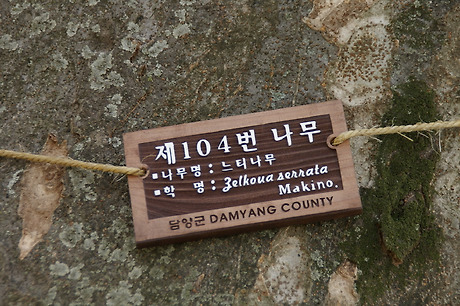 제104번 나무
▪나무명 : 느티나무
▪학 명 : Zelkoua serrata
Makino.
담양군 DAMYANG COUNTY